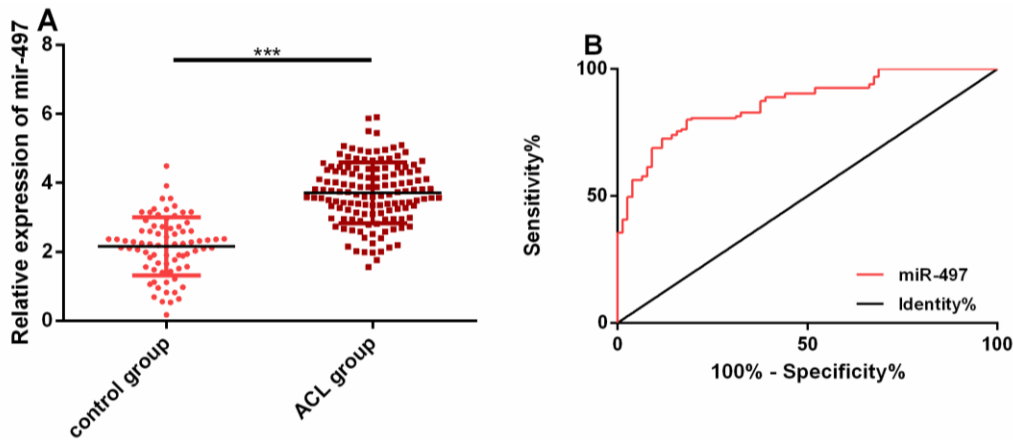 A
Relative expression of mir-497
8
6
4
2
0
***
control group
ACL group
B
Sensitivity%
100
50
0
miR-497
Identity%
0
50
100
100% - Specificity%